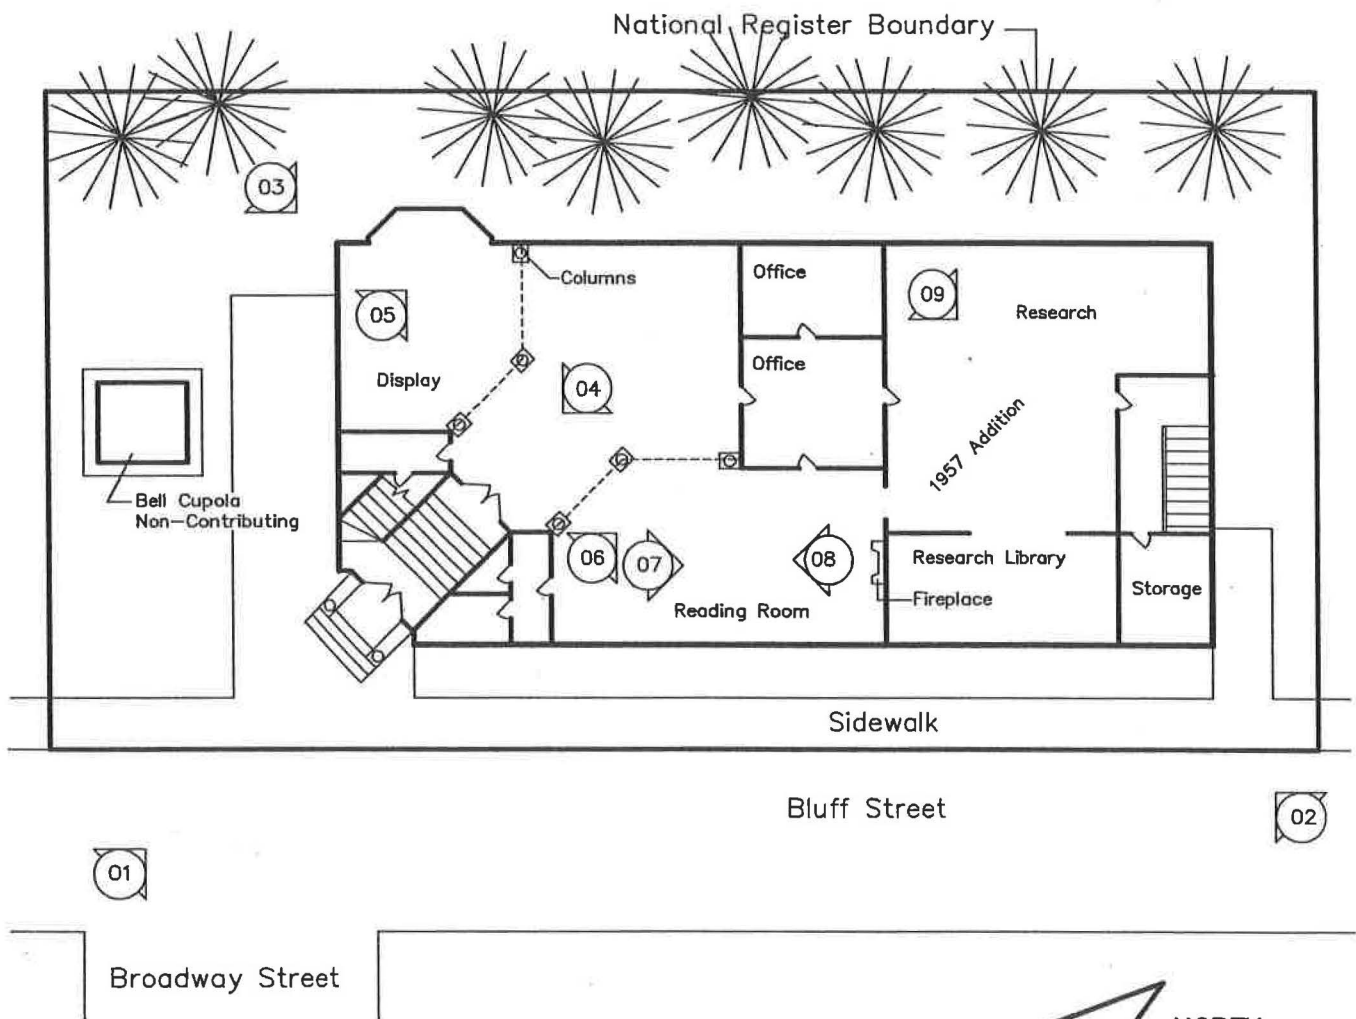 National Register Boundary
03
Columns
Office
09
Research
05
Office
Display
04
1957 Addition
Bell Cupola
Non-Contributing
06
07
08
Research Library
Fireplace
Storage
Reading Room
Sidewalk
Bluff Street
02
01
Broadway Street